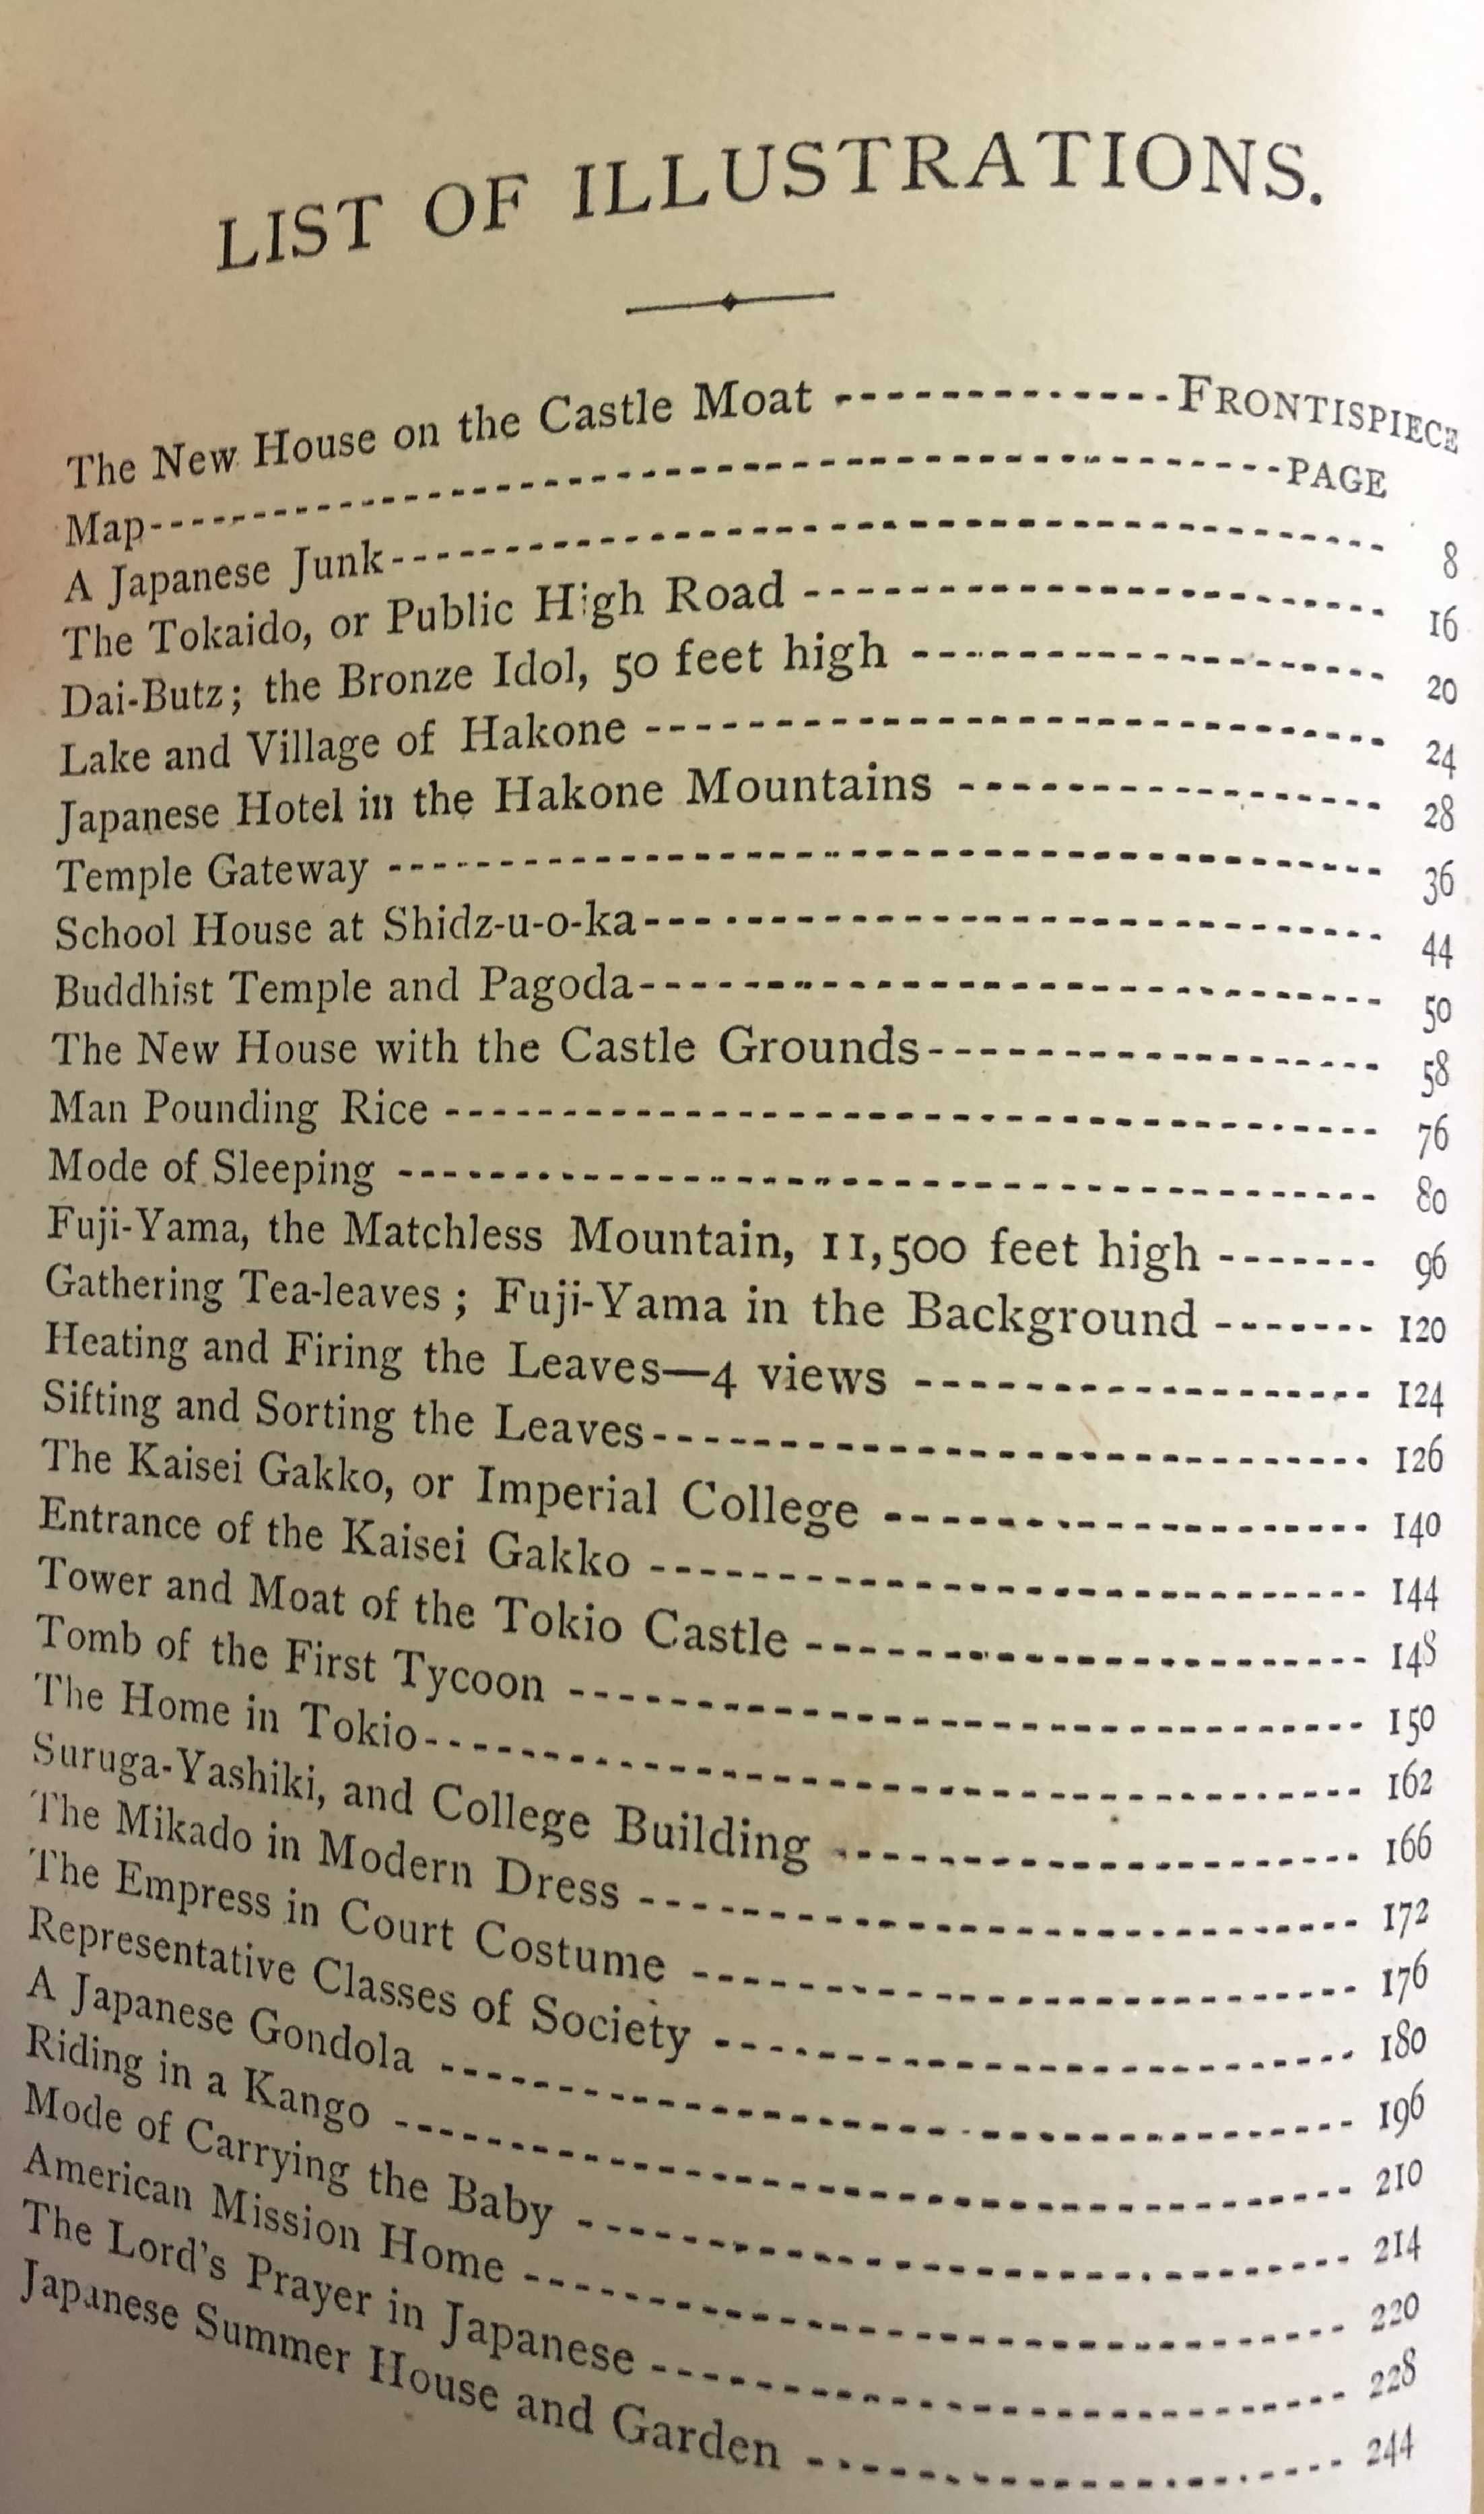 LIST OF ILLUSTRATIONS.
The New House on the Castle Moat ------------- FRONTISPIECE
Map ------------- PAGE
A Japanese Junk ------------- 8
The Tokaido, or Public High Road ------------- 16
Dai-Butz; the Bronze Idol, 50 feet high ------------- 20
Lake and Village of Hakone ------------- 24
Japanese Hotel in the Hakone Mountains ------------- 28
Temple Gateway ------------- 36
School House at Shidz-u-o-ka ------------- 44
Buddhist Temple and Pagoda ------------- 50
The New House with the Castle Grounds ------------- 58
Man Pounding Rice ------------- 76
Mode of Sleeping ------------- 80
Fuji-Yama, the Matchless Mountain, 11,500 feet high ------- 96
Gathering Tea-leaves; Fuji-Yama in the Background ------- 120
Heating and Firing the Leaves—4 views ------------- 124
Sifting and Sorting the Leaves ------------- 126
The Kaisei Gakko, or Imperial College ------------- 140
Entrance of the Kaisei Gakko ------------- 144
Tower and Moat of the Tokio Castle ------------- 148
Tomb of the First Tycoon ------------- 150
The Home in Tokio ------------- 162
Suruga-Yashiki, and College Building ------------- 166
The Mikado in Modern Dress ------------- 172
The Empress in Court Costume ------------- 176
Representative Classes of Society ------------- 180
A Japanese Gondola ------------- 196
Riding in a Kango ------------- 210
Mode of Carrying the Baby ------------- 214
American Mission Home ------------- 220
The Lord's Prayer in Japanese ------------- 228
Japanese Summer House and Garden ------------- 244